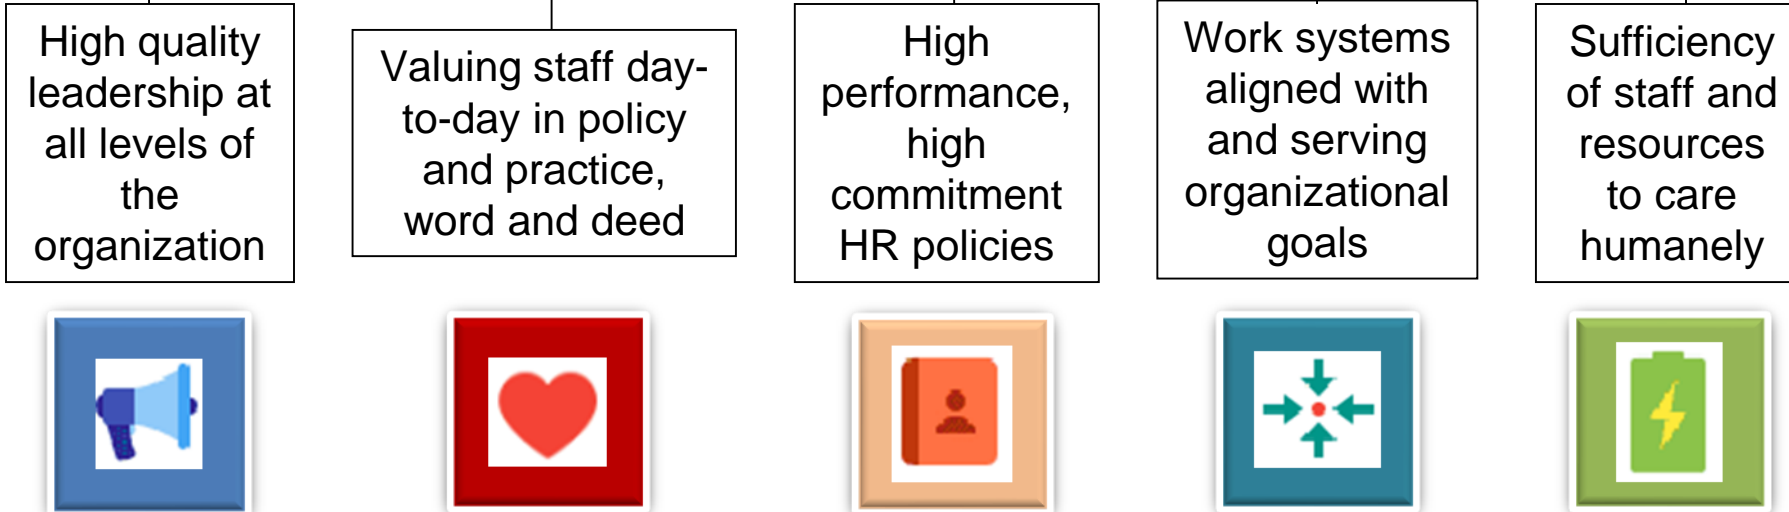 High quality
leadership at
all levels of
the
organization
Valuing staff day-
to-day in policy
and practice,
word and deed
High
performance,
high
commitment
HR policies
Work systems
aligned with
and serving
organizational
goals
Sufficiency
of staff and
resources
to care
humanely